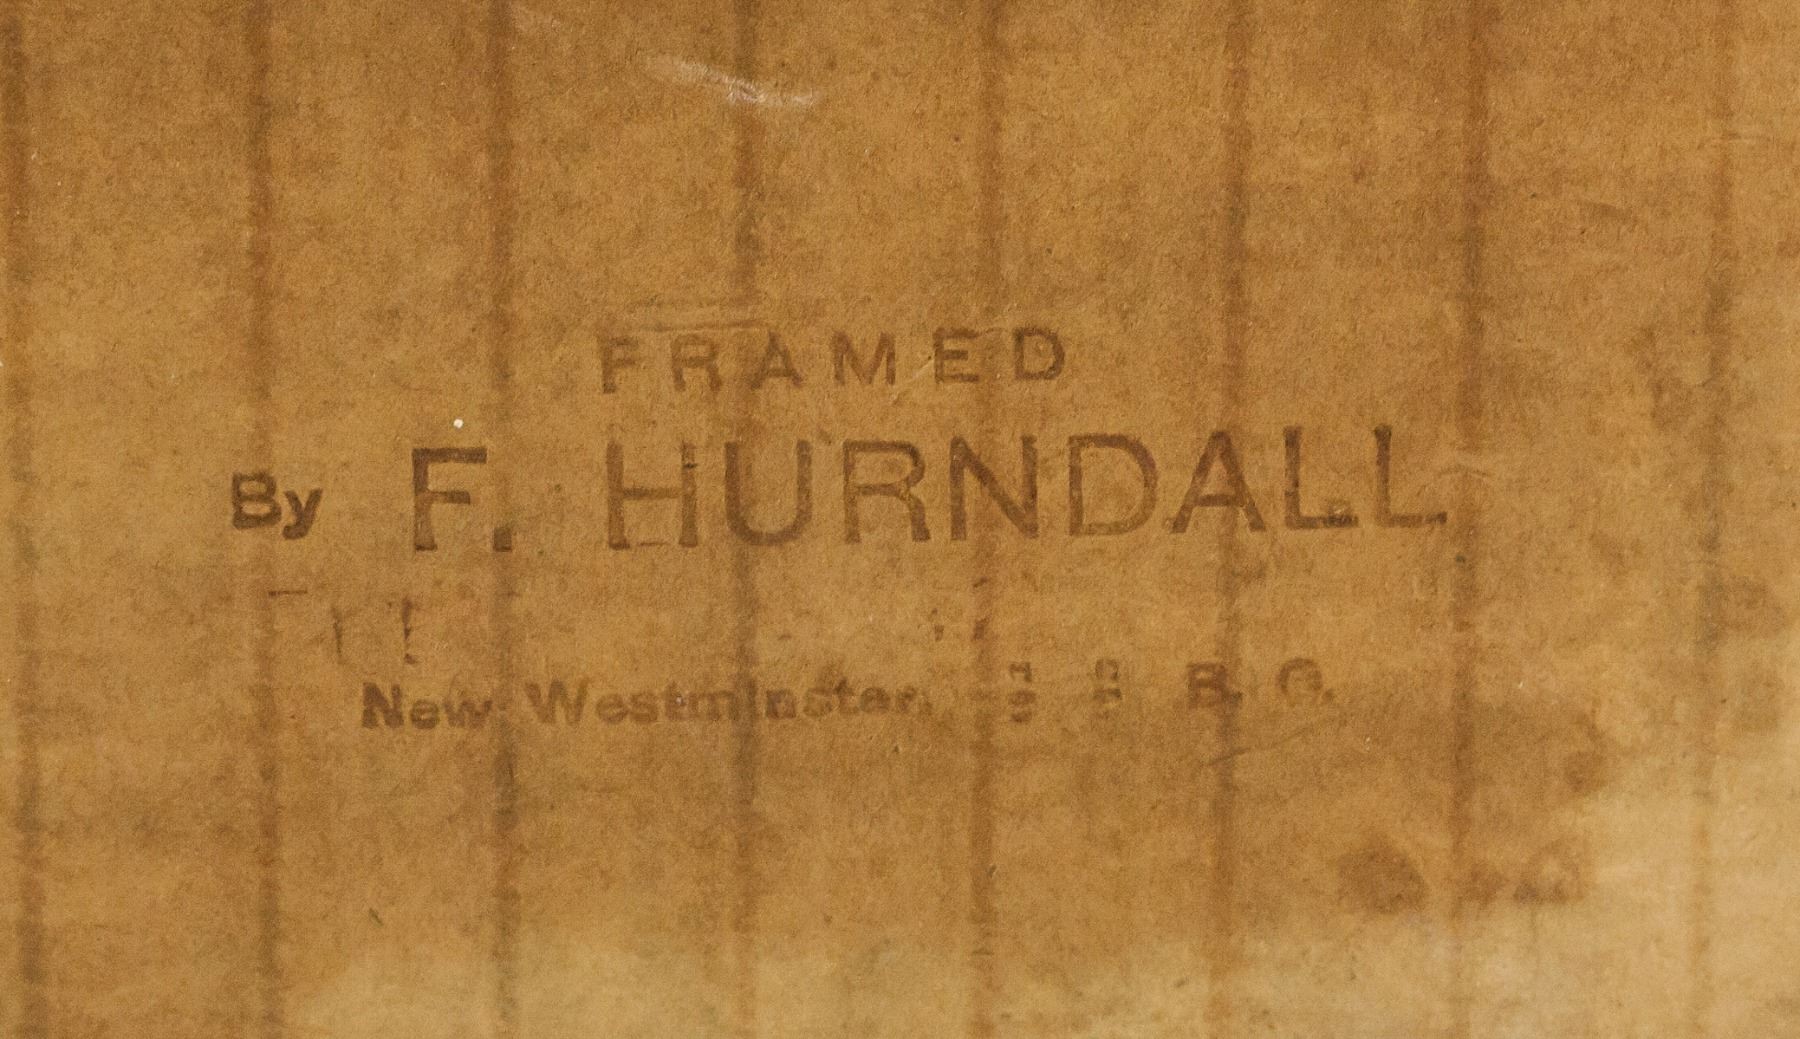 FRAMED
By F. HURNDALL
New Westminster, B. C.